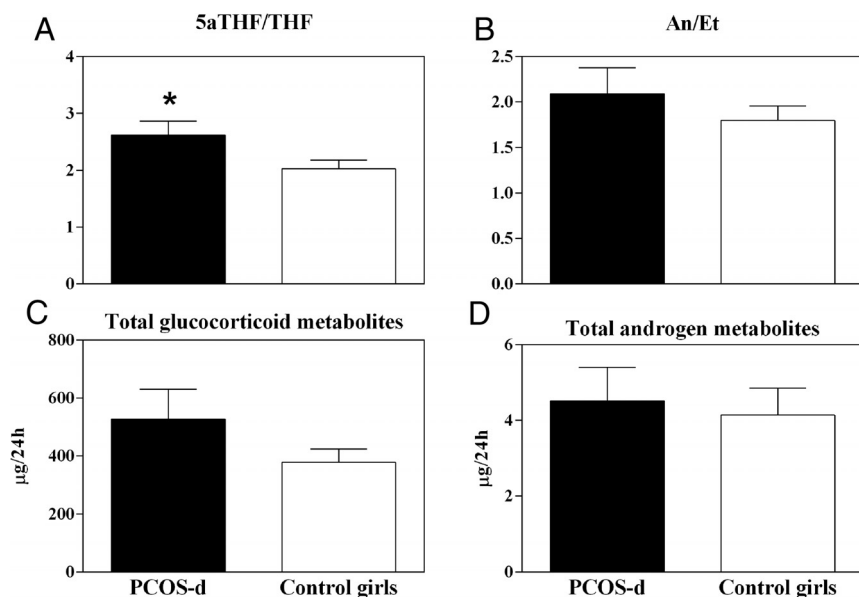 A
5aTHF/THF
4
3
2
1
0
*
B
An/Et
2.5
2.0
1.5
1.0
0.5
0.0
C
Total glucocorticoid metabolites
800
600
400
200
0
µg/24h
PCOS-d Control girls
D
Total androgen metabolites
6
4
2
0
µg/24h
PCOS-d Control girls